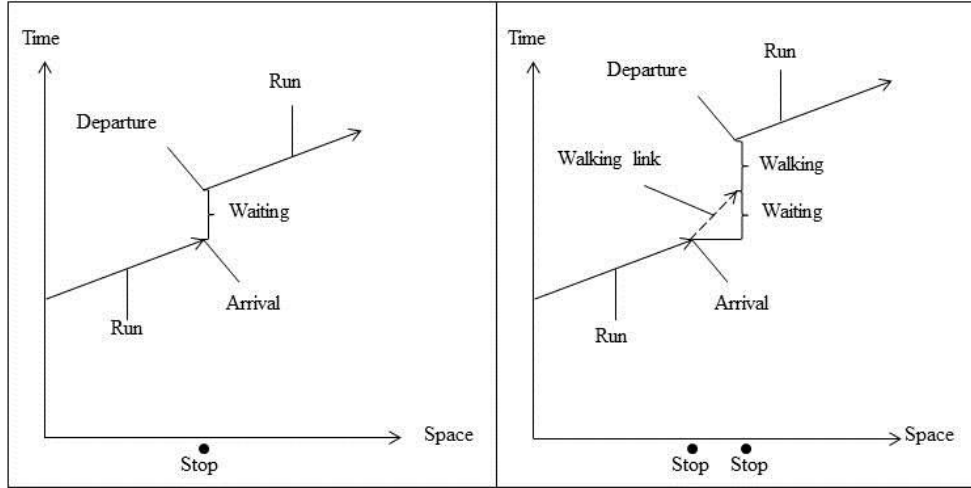 Time
Run
Departure
Waiting
Arrival
Run
Space
Stop
Time
Run
Departure
Walking link
Walking
Waiting
Arrival
Run
Space
Stop Stop